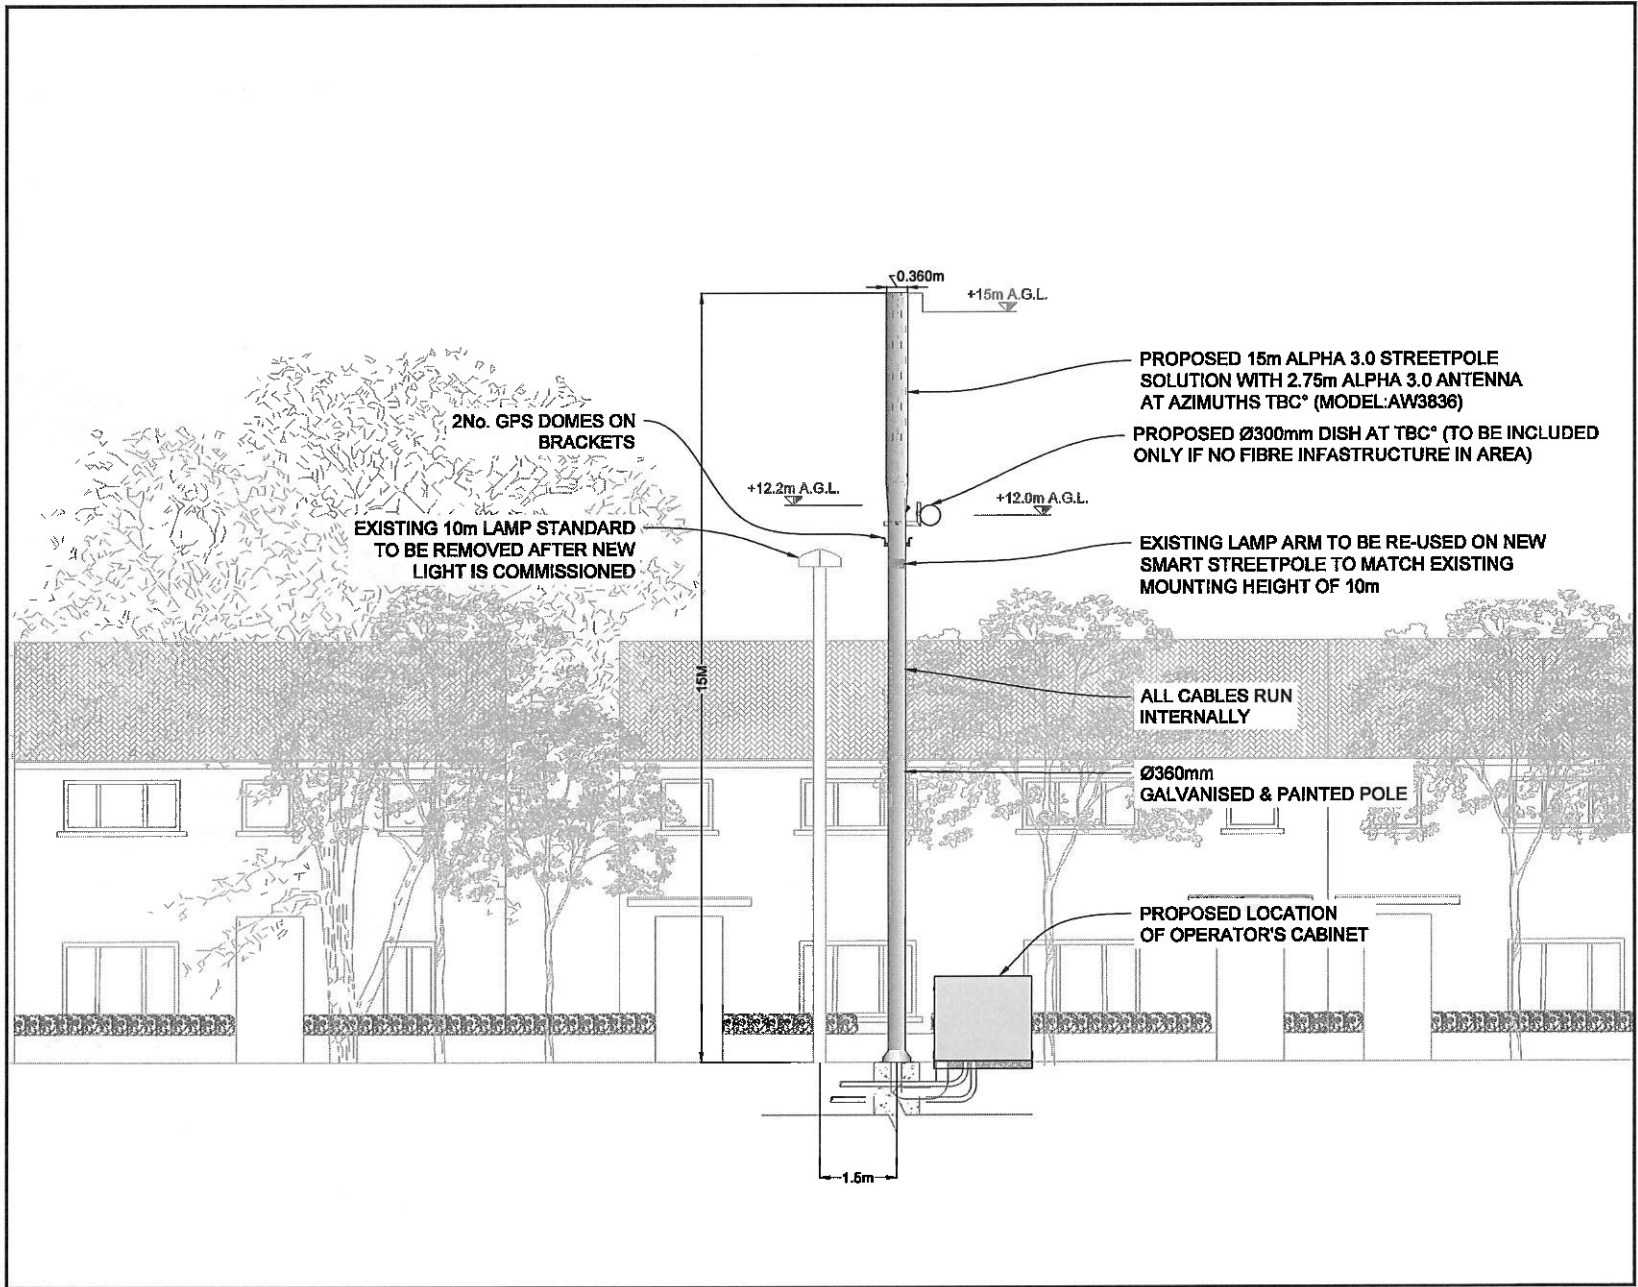 0.360m
+15m A.G.L.
PROPOSED 15m ALPHA 3.0 STREETPOLE
SOLUTION WITH 2.75m ALPHA 3.0 ANTENNA
AT AZIMUTHS TBC° (MODEL:AW3836)
2No. GPS DOMES ON
BRACKETS
PROPOSED Ø300mm DISH AT TBC° (TO BE INCLUDED
ONLY IF NO FIBRE INFASTRUCTURE IN AREA)
+12.2m A.G.L.
+12.0m A.G.L.
EXISTING 10m LAMP STANDARD
TO BE REMOVED AFTER NEW
LIGHT IS COMMISSIONED
EXISTING LAMP ARM TO BE RE-USED ON NEW
SMART STREETPOLE TO MATCH EXISTING
MOUNTING HEIGHT OF 10m
15M
ALL CABLES RUN
INTERNALLY
Ø360mm
GALVANISED & PAINTED POLE
PROPOSED LOCATION
OF OPERATOR'S CABINET
1.5m